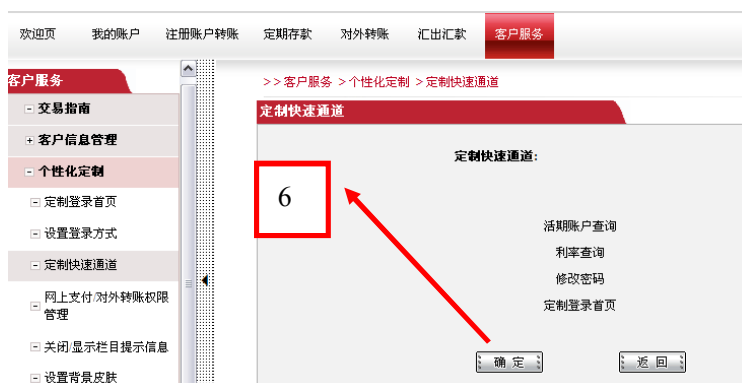 欢迎页 我的账户 注册账户转账 定期存款 对外转账 汇出汇款 客户服务
客户服务
交易指南
客户信息管理
个性化定制
定制登录首页
设置登录方式
定制快速通道
网上支付/对外转账权限
管理
关闭/显示栏目提示信息
设置背景皮肤
>>客户服务 >个性化定制 >定制快速通道
定制快速通道
定制快速通道:
6
活期账户查询
利率查询
修改密码
定制登录首页
确定 返回